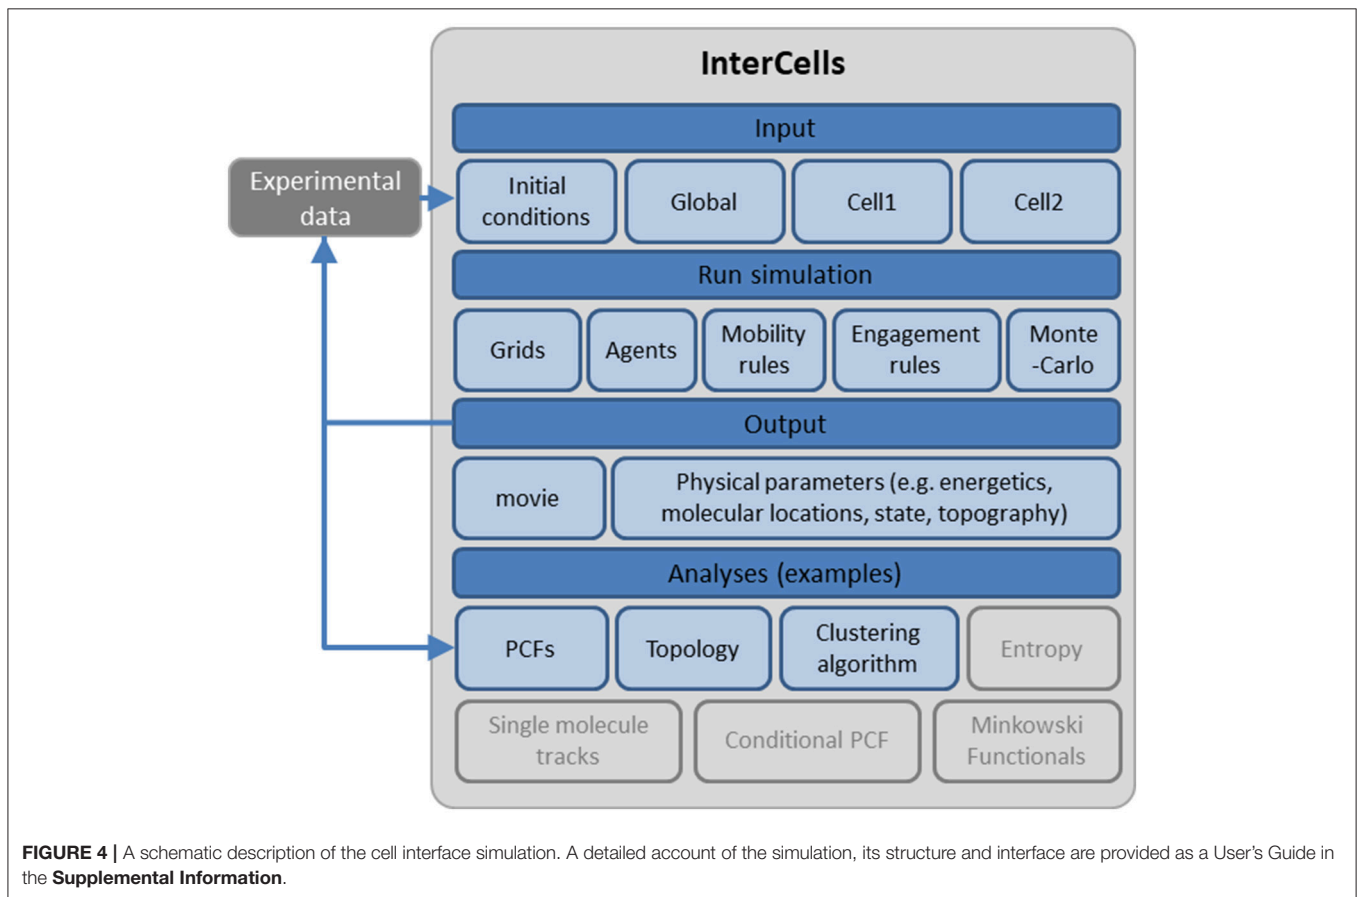 InterCells
Input
Experimental
data
Initial
conditions
Global
Cell1
Cell2
Run simulation
Grids
Agents
Mobility
rules
Engagement
rules
Monte
-Carlo
Output
movie
Physical parameters (e.g. energetics,
molecular locations, state, topography)
Analyses (examples)
PCFs
Topology
Clustering
algorithm
Entropy
Single molecule
tracks
Conditional PCF
Minkowski
Functionals
FIGURE 4 | A schematic description of the cell interface simulation. A detailed account of the simulation, its structure and interface are provided as a User's Guide in
the Supplemental Information.